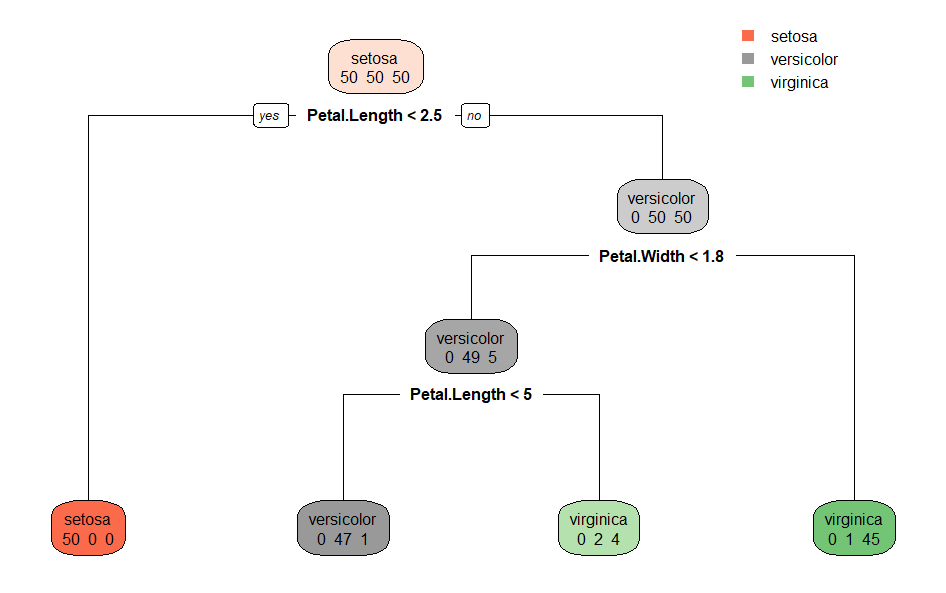 setosa
versicolor
virginica
setosa
50 50 50
yes
Petal.Length < 2.5
no
versicolor
0 50 50
Petal.Width < 1.8
versicolor
0 49 5
Petal.Length < 5
setosa
50 0 0
versicolor
0 47 1
virginica
0 2 4
virginica
0 1 45